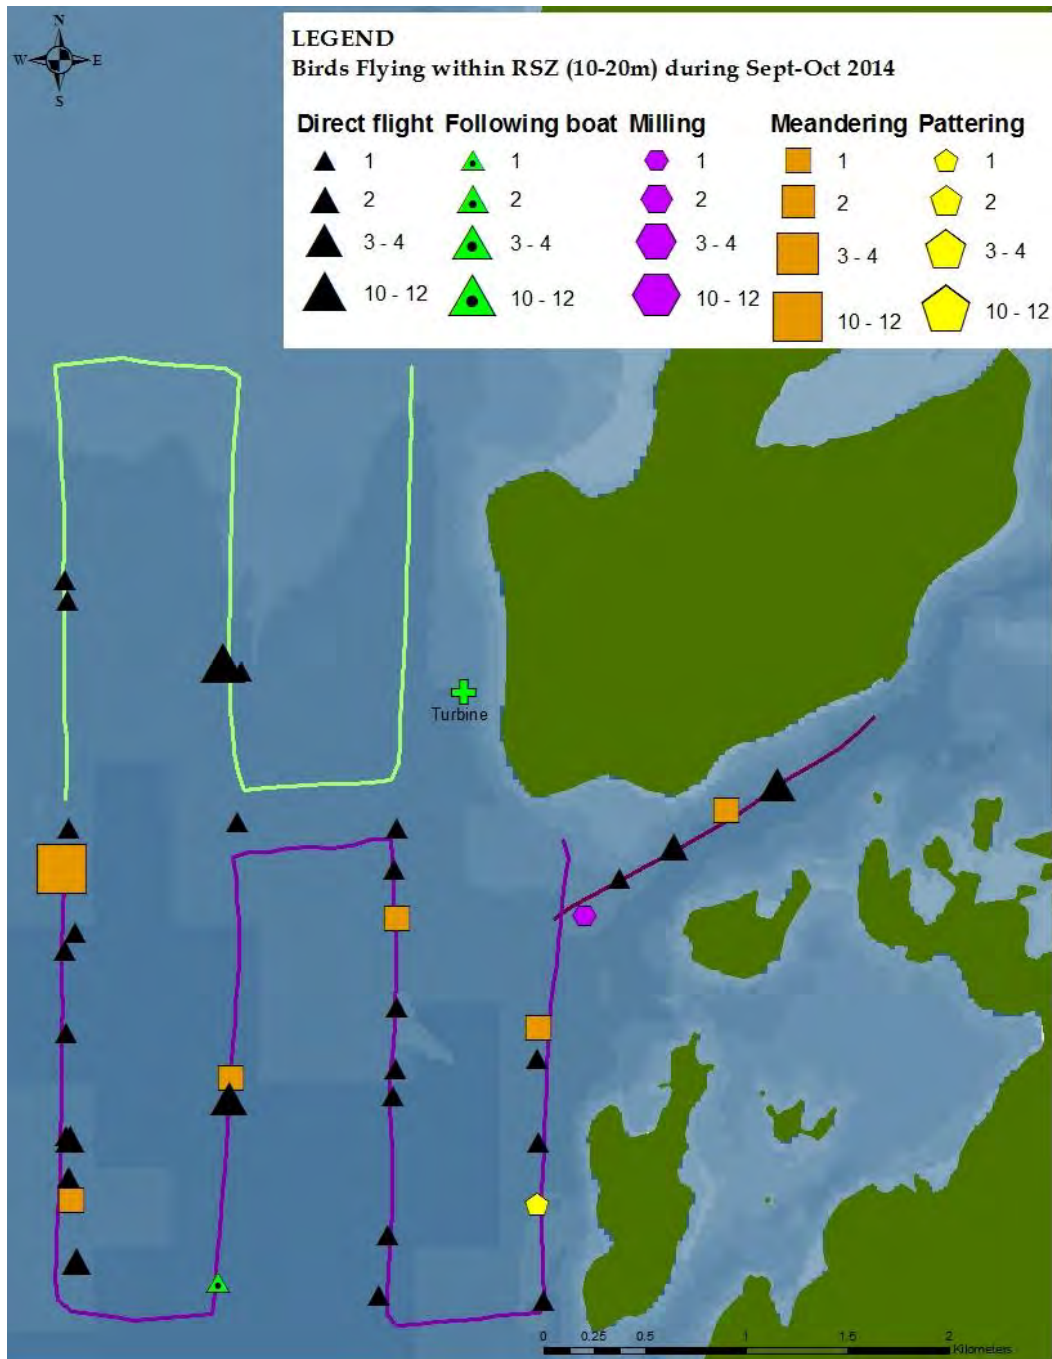 N
W E
S
LEGEND
Birds Flying within RSZ (10-20m) during Sept-Oct 2014
Direct flight Following boat Milling Meandering Pattering
1 1 1 1 1
2 2 2 2 2
3 - 4 3 - 4 3 - 4 3 - 4 3 - 4
10 - 12 10 - 12 10 - 12 10 - 12 10 - 12
Turbine
0 0.25 0.5 1 1.5 2
Kilometers